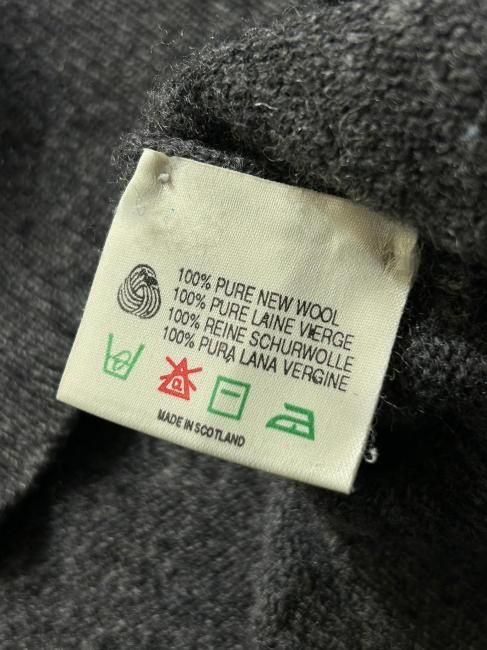 100% PURE NEW WOOL
100% PURE LAINE VIERGE
100% REINE SCHURWOLLE
100% PURA LANA VERGINE
MADE IN SCOTLAND